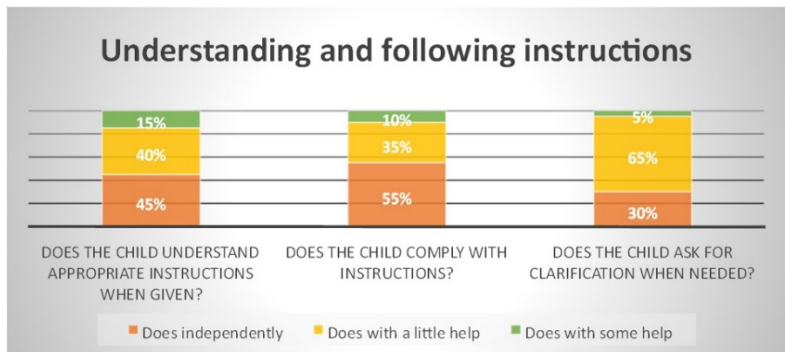 Understanding and following instructions
15% 10% 5%
40% 35% 65%
45% 55% 30%
DOES THE CHILD UNDERSTAND
APPROPRIATE INSTRUCTIONS
WHEN GIVEN?
DOES THE CHILD COMPLY WITH
INSTRUCTIONS?
DOES THE CHILD ASK FOR
CLARIFICATION WHEN NEEDED?
Does independently Does with a little help Does with some help